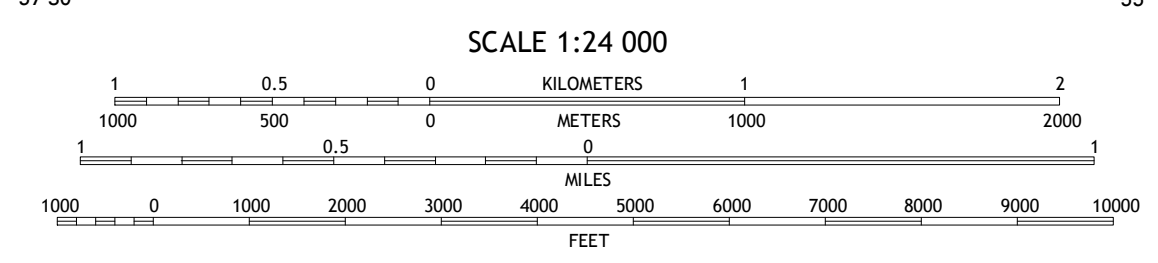 SCALE 1:24 000
1 0.5 0 KILOMETERS 1 2
1000 500 0 METERS 1000 2000
1 0.5 0 1
MILES
1000 0 1000 2000 3000 4000 5000 6000 7000 8000 9000 10000
FEET